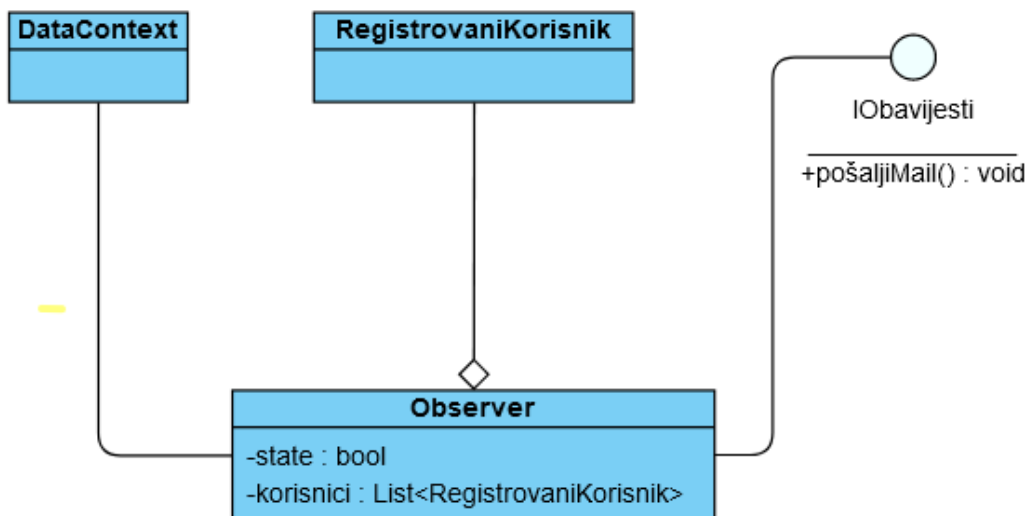 DataContext
RegistrovaniKorisnik
IObavijesti
+pošaljiMail() : void
Observer
-state : bool
-korisnici : List<RegistrovaniKorisnik>